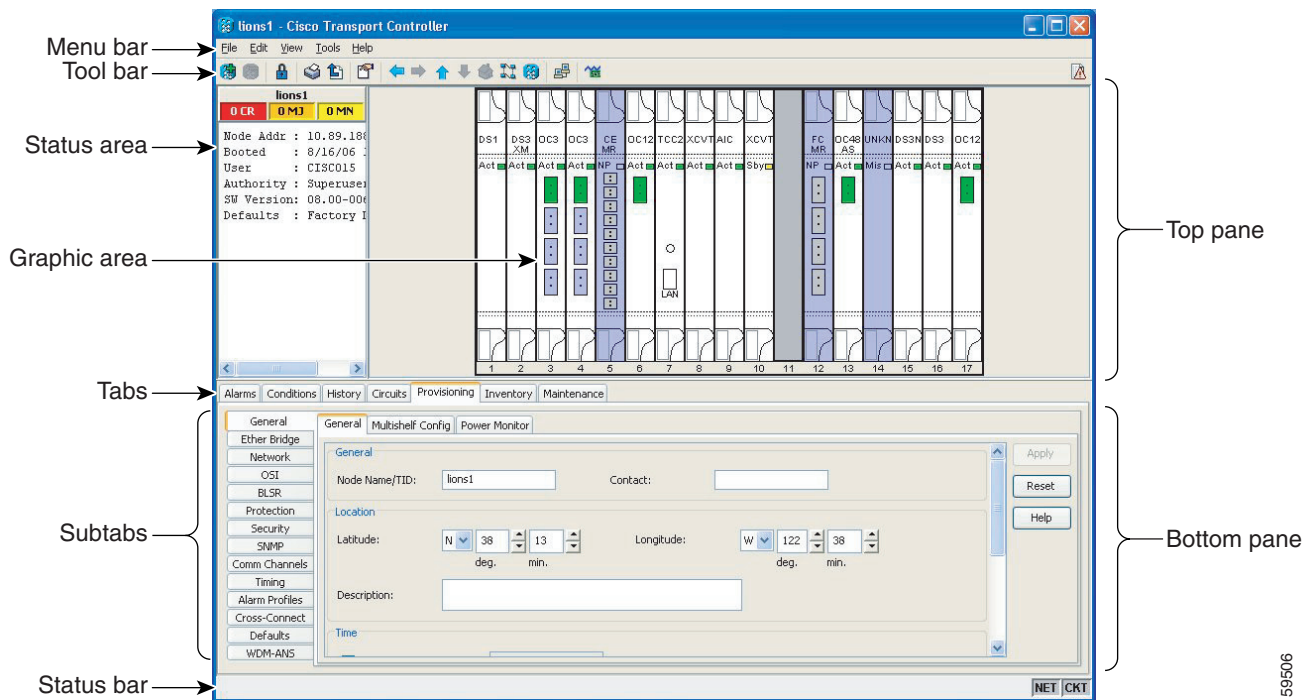 lions1 - Cisco Transport Controller
Menu bar
File Edit View Tools Help
Tool bar
lions1
0 CR 0 MJ 0 MN
Status area
Node Addr : 10.89.188
Booted : 8/16/06
User : CISCO15
Authority : Superuser
SW Version: 08.00-006
Defaults : Factory
DS1 DS3 XM OC3 OC3 CE MR OC12 TCC2 XCVT AIC XCVT FC MR OC48 AS UNKN DS3N DS3 OC12
Act Act Act Act NP Act Act Act Act Sby NP Act Mis Act Act Act
Top pane
Graphic area
LAN
1 2 3 4 5 6 7 8 9 10 11 12 13 14 15 16 17
Tabs
Alarms Conditions History Circuits Provisioning Inventory Maintenance
Subtabs
General
Ether Bridge
Network
OSI
BLSR
Protection
Security
SNMP
Comm Channels
Timing
Alarm Profiles
Cross-Connect
Defaults
WDM-ANS
General Multishelf Config Power Monitor
General
Node Name/TID: lions1 Contact:
Location
Latitude: N 38 13 Longitude: W 122 38
deg. min. deg. min.
Description:
Time
Apply
Reset
Help
Bottom pane
Status bar
NET CKT
59506